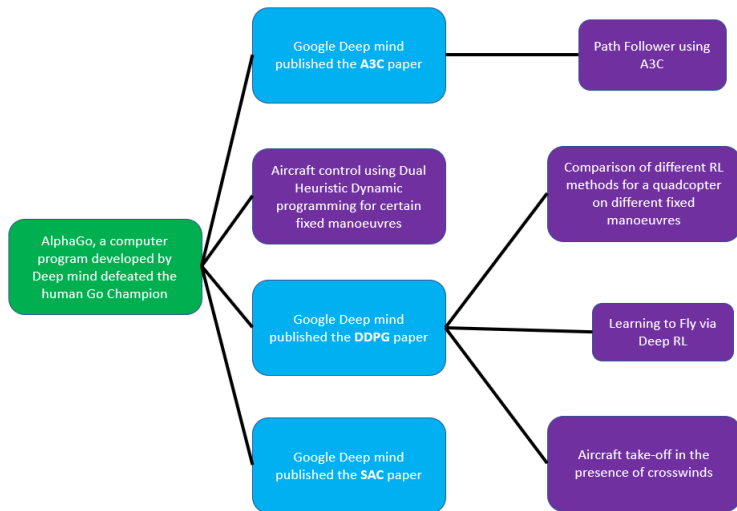 Google Deep mind
published the A3C paper
Path Follower using
A3C
Aircraft control using Dual
Heuristic Dynamic
programming for certain
fixed manoeuvres
Comparison of different RL
methods for a quadcopter
on different fixed
manoeuvres
AlphaGo, a computer
program developed by
Deep mind defeated the
human Go Champion
Google Deep mind
published the DDPG paper
Learning to Fly via
Deep RL
Google Deep mind
published the SAC paper
Aircraft take-off in the
presence of crosswinds